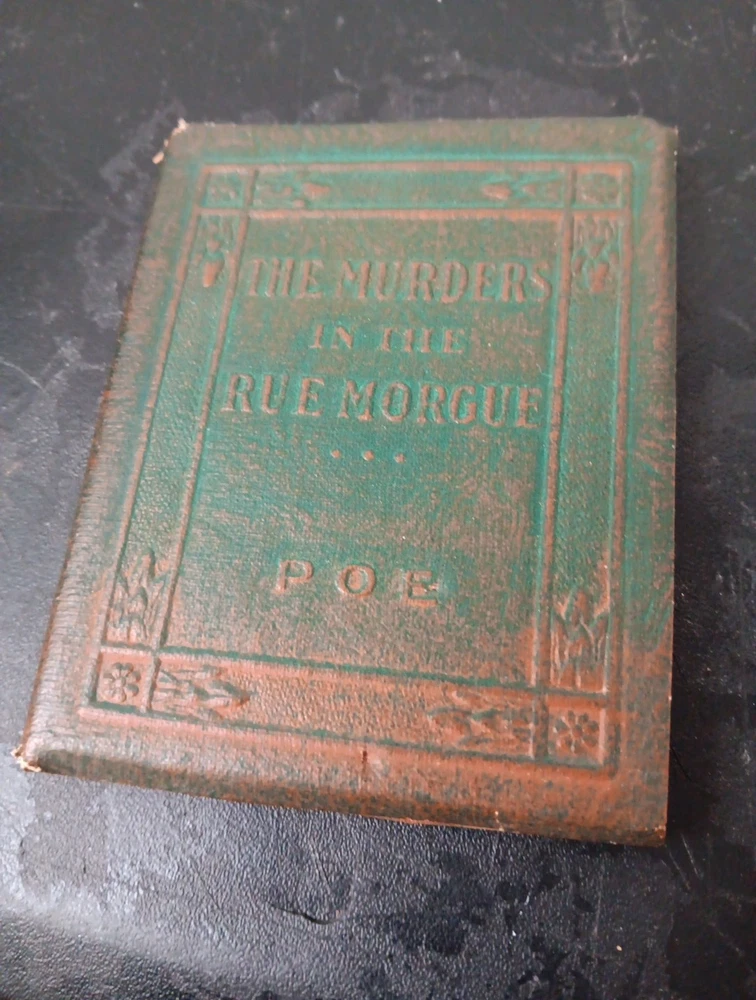 THE MURDERS
IN THE
RUE MORGUE
...
POE